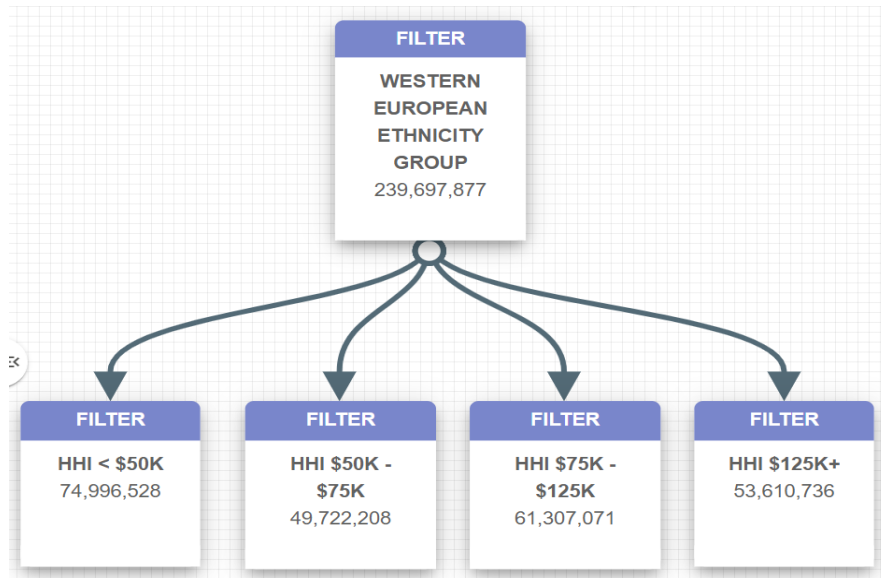 FILTER
WESTERN
EUROPEAN
ETHNICITY
GROUP
239,697,877
FILTER
HHI < $50K
74,996,528
FILTER
HHI $50K -
$75K
49,722,208
FILTER
HHI $75K -
$125K
61,307,071
FILTER
HHI $125K+
53,610,736